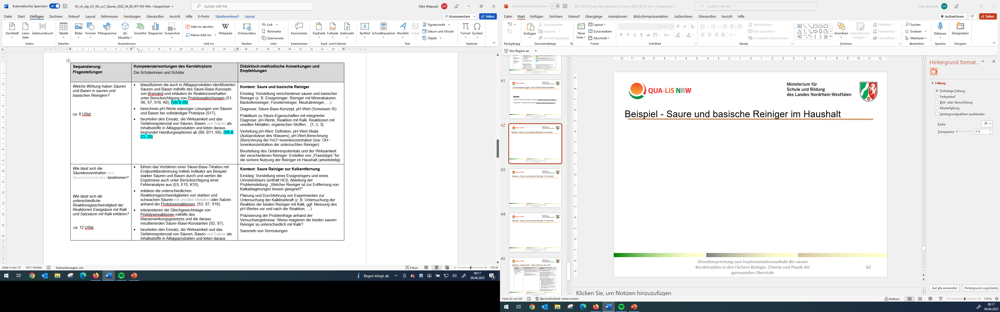 Automatisches Speichern
SII_ch_silp_Q1_GK_uv1_Säuren_2022_04_08_WT-SW-Wlo • Gespeichert
Suchen (Alt+M)
Silke Walpuski
SW
Datei Start Einfügen Zeichnen Entwurf Layout Referenzen Sendungen Überprüfen Ansicht Hilfe E-Porto Tabellenentwurf Layout
Kommentare
Teilen
Deckblatt
Leere Seite
Seitenumbruch
Tabelle
Bilder
Formen
Piktogramme
3D-Modelle
SmartArt
Diagramm
Screenshot
Add-Ins abrufen
Meine Add-Ins
Wikipedia
Onlinevideos
Link
Textmarke
Querverweis
Kommentar
Kopfzeile
Fußzeile
Seitenzahl
Textfeld
Schnellbausteine
WordArt
Initiale
Signaturzeile
Datum und Uhrzeit
Objekt
Formel
Symbol
Seiten Tabellen Illustrationen Add-Ins Medien Links Kommentare Kopf- und Fußzeile Text Symbole
Sequenzierung:
Fragestellungen
Kompetenzerwartungen des Kernlehrplans
Die Schülerinnen und Schüler
Didaktisch-methodische Anmerkungen und
Empfehlungen
Welche Wirkung haben Säuren
und Basen in sauren und
basischen Reinigern?
ca. 8 UStd.
• klassifizieren die auch in Alltagsprodukten identifizierten
Säuren und Basen mithilfe des Säure-Base-Konzepts
von Brønsted und erläutern ihr Reaktionsverhalten
unter Berücksichtigung von Protolysegleichungen (S1,
S6, S7, S16, K6), (VB B Z6)
• berechnen pH-Werte wässriger Lösungen von Säuren
und Basen bei vollständiger Protolyse (S17),
• beurteilen den Einsatz, die Wirksamkeit und das
Gefahrenpotenzial von Säuren, Basen und Salzen als
Inhaltsstoffe in Alltagsprodukten und leiten daraus
begründet Handlungsoptionen ab (B8, B11, K8), (VB B
Z3, Z6)
Kontext: Saure und basische Reiniger
Einstieg: Vorstellung verschiedener saurer und basischer
Reiniger (z. B. Essigreiniger, Reiniger mit Mineralsäuren,
Backofenreiniger, Fensterreiniger, Neutralreiniger, …)
Diagnose: Säure-Base-Konzept, pH-Wert (Vorwissen SI)
Praktikum zu Säure-Eigenschaften mit integrierter
Diagnose: pH-Werte, Reaktion mit Kalk, Reaktionen mit
unedlen Metallen, organischen Stoffen… [1, 2, 3]
Vertiefung pH-Wert: Definition, pH-Wert-Skala
(Autoprotolyse des Wassers), pH-Wert-Berechnung
(Berechnung der H₃O⁺-Ionenkonzentration bzw. OH⁻-
Ionenkonzentration der untersuchten Reiniger)
Beurteilung des Gefahrenpotentials und der Wirksamkeit
der verschiedenen Reiniger: Erstellen von „Praxistipps“ für
die sichere Nutzung der Reiniger im Haushalt (arbeitsteilig)
Wie lässt sich die
Säurekonzentration bzw.
Basenkonzentration bestimmen?
Wie lässt sich die
unterschiedliche
Reaktionsgeschwindigkeit der
Reaktionen Essigsäure mit Kalk
und Salzsäure mit Kalk erklären?
ca. 12 UStd.
• führen das Verfahren einer Säure-Base-Titration mit
Endpunktbestimmung mittels Indikator am Beispiel
starker Säuren und Basen durch und werten die
Ergebnisse auch unter Berücksichtigung einer
Fehleranalyse aus (E5, E10, K10),
• erklären die unterschiedlichen
Reaktionsgeschwindigkeiten von starken und
schwachen Säuren mit unedlen Metallen oder Salzen
anhand der Protolysereaktionen, (S3, S7, S16)
• interpretieren die Gleichgewichtslage von
Protolysereaktionen mithilfe des
Massenwirkungsgesetzes und die daraus
resultierenden Säure-/Base-Konstanten (S2, S7),
• beurteilen den Einsatz, die Wirksamkeit und das
Gefahrenpotenzial von Säuren, Basen und Salzen als
Inhaltsstoffe in Alltagsprodukten und leiten daraus
Kontext: Saure Reiniger zur Kalkentfernung
Einstieg: Vorstellung eines Essigreinigers und eines
Urinsteinlösers (enthält HCl); Ableitung der
Problemstellung: „Welcher Reiniger ist zur Entfernung von
Kalkablagerungen besser geeignet?“
Planung und Durchführung von Experimenten zur
Untersuchung der Kalklösekraft (z. B. Untersuchung der
Reaktion der beiden Reiniger mit Kalk, ggf. Messung des
pH-Wertes vor und nach der Reaktion, …)
Präzisierung der Problemfrage anhand der
Versuchsergebnisse: Wieso reagieren die beiden sauren
Reiniger so unterschiedlich mit Kalk?
Sammeln von Vermutungen
Seite 5 von 10 1611 Wörter Textvorhersagen: ein
Fokus
110 %
Regen klingt ab
00:17
08.06.2022
4
Automatisches Speichern
KLP GOSt_Praes_DB_Implement_Chemie_2022_06_07_final • Gespeichert
Suchen (Alt+M)
Silke Walpuski
SW
Datei Start Einfügen Zeichnen Entwurf Übergänge Animationen Bildschirmpräsentation Aufzeichnen Überprüfen Ansicht Hilfe
Aufzeichnen
Teilen
Einfügen
Ausschneiden
Kopieren
Format übertragen
Neue Folie
Layout
Zurücksetzen
Abschnitt
F K U S
Textrichtung
Text ausrichten
In SmartArt konvertieren
Anordnen
Schnellformat-vorlagen
Fülleffekt
Formkontur
Formeffekte
Suchen
Ersetzen
Markieren
Diktieren
Designideen
Rückgängig Zwischenablage Folien Schriftart Absatz Zeichnen Bearbeiten Sprache Designer
Von Beginn an
61
Konkretisierungen von Unterrichtsvorhaben
62
Beispiel - Saure und basische Reiniger im Haushalt
63
Beispiel - Saure und basische Reiniger im Haushalt
64
Beispiel - Saure und basische Reiniger im Haushalt
65
Beispiel - Wasserstoff – Brennstoff der Zukunft?
QUA-LiS NRW
Ministerium für
Schule und Bildung
des Landes Nordrhein-Westfalen
Beispiel - Saure und basische Reiniger im Haushalt
Dienstbesprechung zum Implementationsauftakt der neuen
Kernlehrpläne in den Fächern Biologie, Chemie und Physik der
gymnasialen Oberstufe
62
Klicken Sie, um Notizen hinzuzufügen
Hintergrund format...
Füllung
Einfarbige Füllung
Farbverlauf
Bild- oder Texturfüllung
Musterfüllung
Hintergrundgrafiken ausblenden
Farbe
Transparenz
0 %
Auf alle anwenden
Hintergrund zurücksetze
Folie 62 von 68
Barrierefreiheit: Untersuchen
Notizen
110 %
00:17
08.06.2022